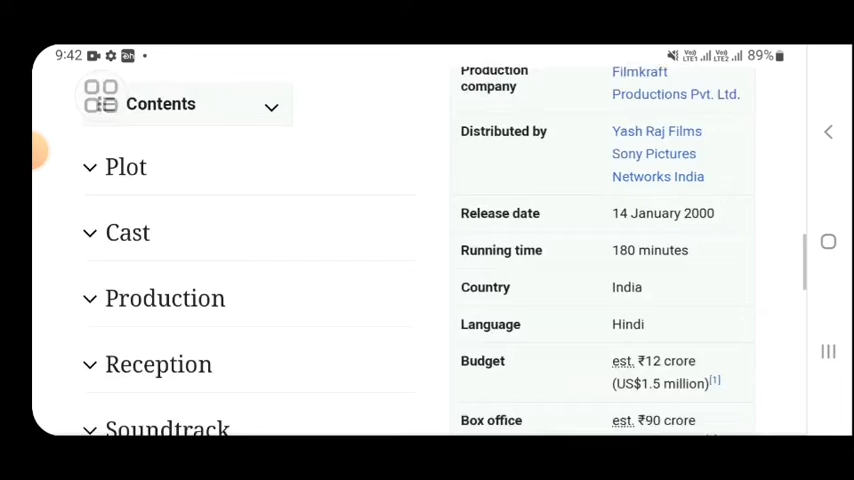 9:42
89%
Contents
Plot
Cast
Production
Reception
Soundtrack
Production company
Filmkraft
Productions Pvt. Ltd.
Distributed by
Yash Raj Films
Sony Pictures
Networks India
Release date
14 January 2000
Running time
180 minutes
Country
India
Language
Hindi
Budget
est. ₹12 crore
(US$1.5 million)[1]
Box office
est. ₹90 crore